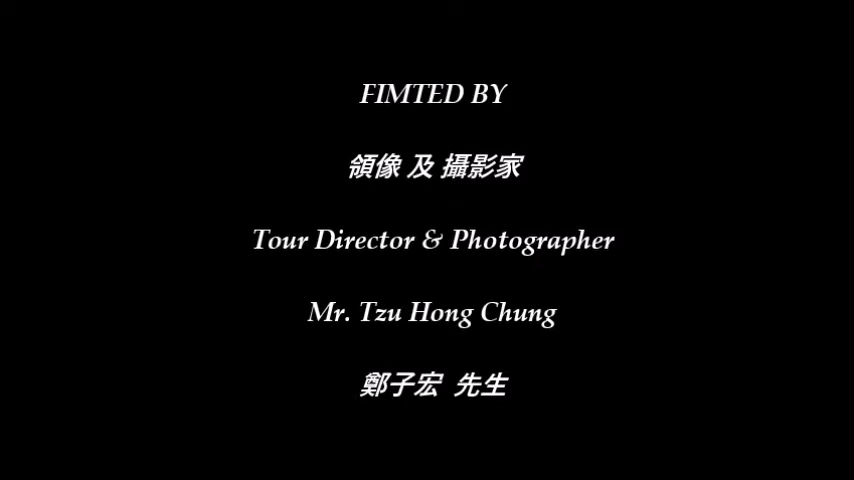 FIMTED BY
領像 及 攝影家
Tour Director & Photographer
Mr. Tzu Hong Chung
鄭子宏 先生